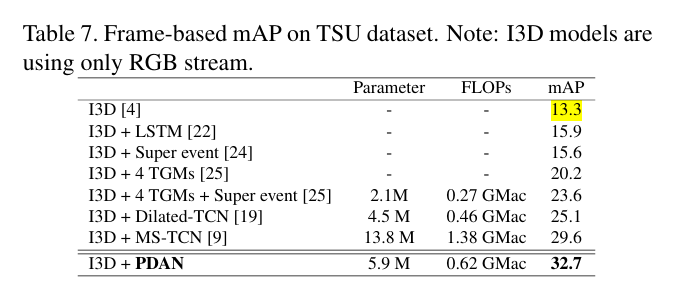 Table 7. Frame-based mAP on TSU dataset. Note: I3D models are
using only RGB stream.
Parameter FLOPs mAP
I3D [4] - - 13.3
I3D + LSTM [22] - - 15.9
I3D + Super event [24] - - 15.6
I3D + 4 TGMs [25] - - 20.2
I3D + 4 TGMs + Super event [25] 2.1M 0.27 GMac 23.6
I3D + Dilated-TCN [19] 4.5 M 0.46 GMac 25.1
I3D + MS-TCN [9] 13.8 M 1.38 GMac 29.6
I3D + PDAN 5.9 M 0.62 GMac 32.7